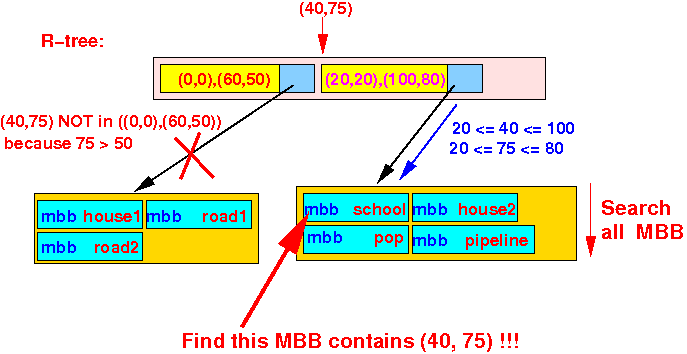 (40,75)
R-tree:
(0,0),(60,50) (20,20),(100,80)
(40,75) NOT in ((0,0),(60,50))
because 75 > 50
20 <= 40 <= 100
20 <= 75 <= 80
mbb house1 mbb road1
mbb road2
mbb school mbb house2
mbb pop mbb pipeline
Search
all MBB
Find this MBB contains (40, 75) !!!